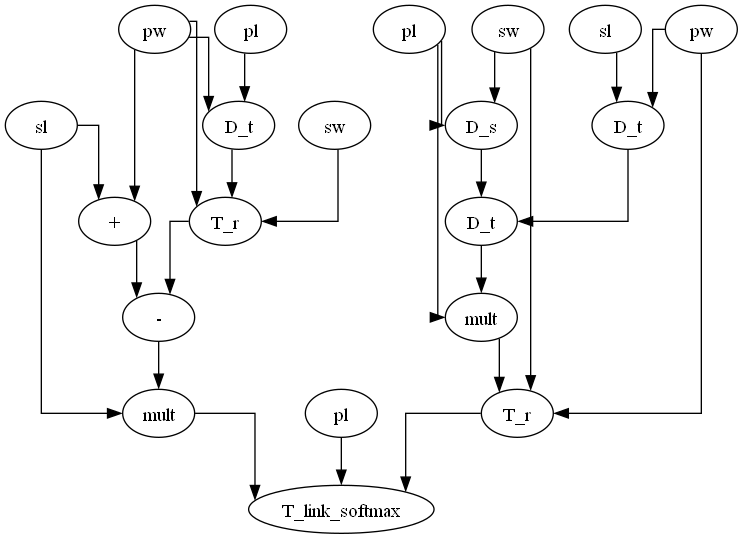 pw
pl
pl
sw
sl
pw
sl
D_t
sw
D_s
D_t
+
T_r
D_t
-
mult
mult
pl
T_r
T_link_softmax